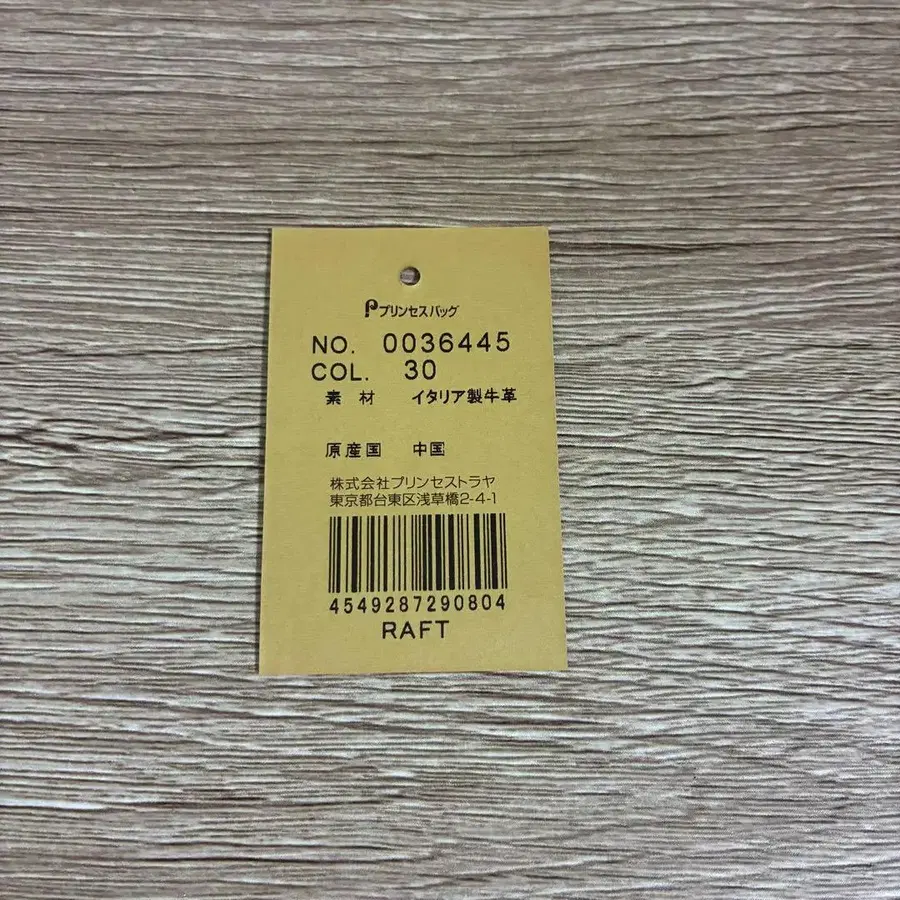 プリンセスバッグ
NO. 0036445
COL. 30
素材 イタリア製牛革
原産国 中国
株式会社プリンセストラヤ
東京都台東区浅草橋2-4-1
4549287290804
RAFT